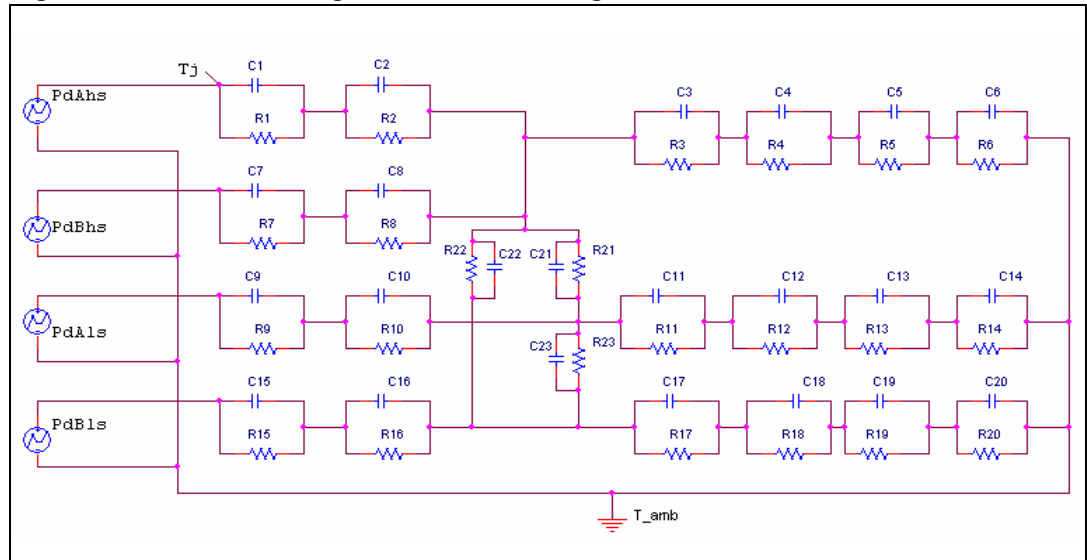 Tj C1 C2
PdAhs C3 C4 C5 C6
R1 R2 R3 R4 R5 R6
C7 C8
PdBhs R7 R8
R22 C22 C21 R21
C9 C10 C11 C12 C13 C14
PdAls R9 R10 R11 R12 R13 R14
C23 R23
C15 C16 C17 C18 C19 C20
PdBls R15 R16 R17 R18 R19 R20
T_amb